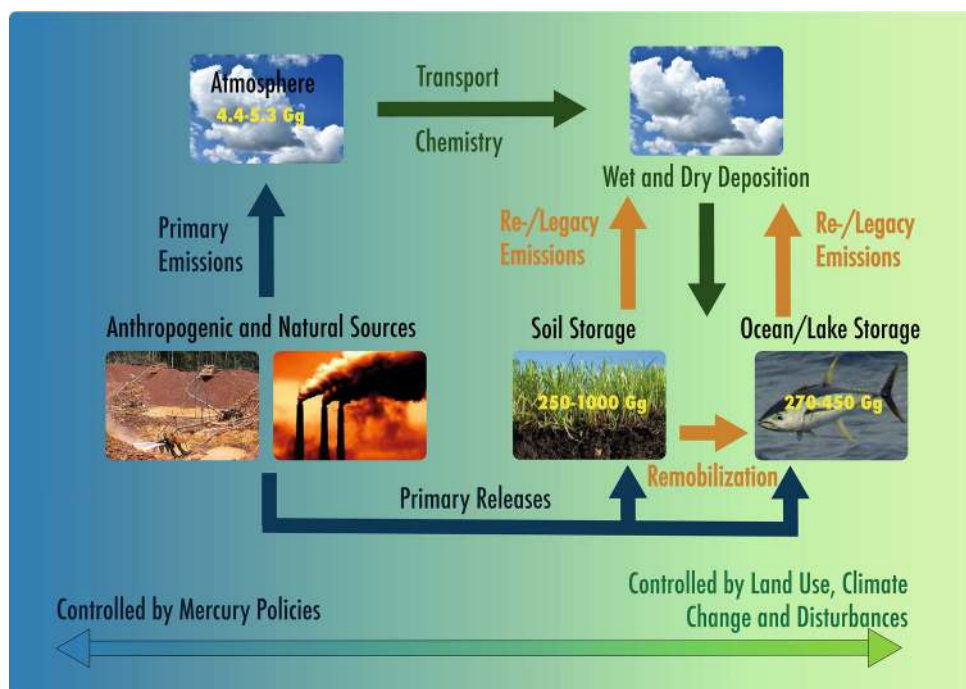 Atmosphere
4.4-5.3 Gg
Transport
Chemistry
Wet and Dry Deposition
Primary
Emissions
Re-/Legacy
Emissions
Re-/Legacy
Emissions
Anthropogenic and Natural Sources
Soil Storage
Ocean/Lake Storage
250-1000 Gg
270-450 Gg
Remobilization
Primary Releases
Controlled by Mercury Policies
Controlled by Land Use, Climate
Change and Disturbances